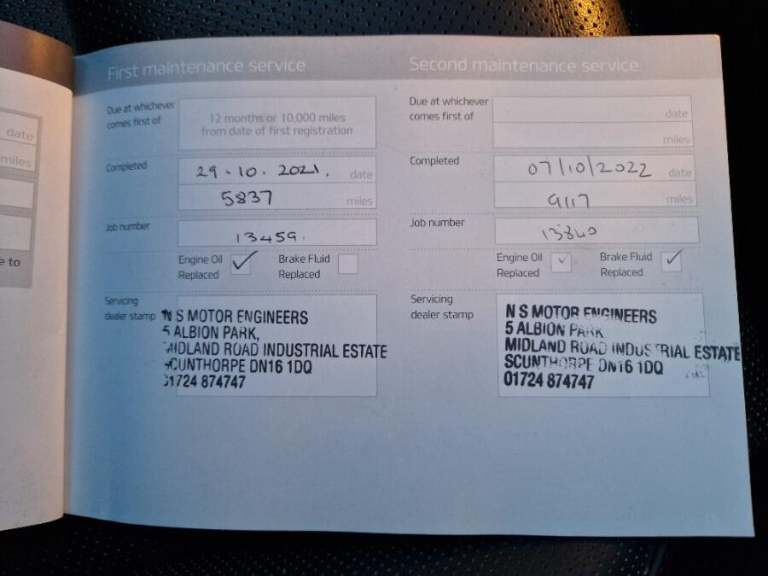 date
miles
e to
First maintenance service
Due at whichever
comes first of
12 months or 10,000 miles
from date of first registration
Completed
29.10.2021.
date
5837
miles
Job number
13459.
Engine Oil
Replaced
Brake Fluid
Replaced
Servicing
dealer stamp
N S MOTOR ENGINEERS
5 ALBION PARK,
MIDLAND ROAD INDUSTRIAL ESTATE
SCUNTHORPE DN16 1DQ
01724 874747
Second maintenance service
Due at whichever
comes first of
date
miles
Completed
07/10/2022
date
9117
miles
Job number
Engine Oil
Replaced
Brake Fluid
Replaced
Servicing
dealer stamp
N S MOTOR ENGINEERS
5 ALBION PARK
MIDLAND ROAD INDUSTRIAL ESTATE
SCUNTHORPE DN16 1DQ
01724 874747